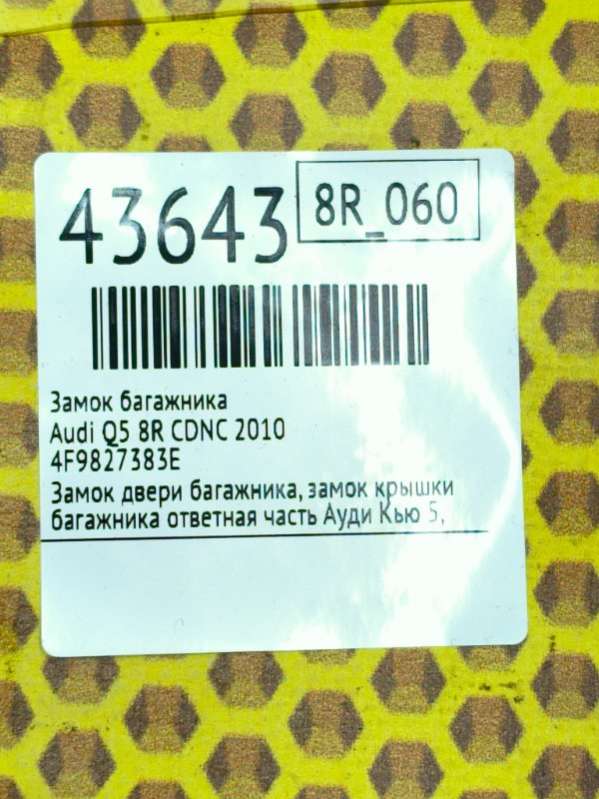 43643 8R_060
Замок багажника
Audi Q5 8R CDNC 2010
4F9827383E
Замок двери багажника, замок крышки
багажника ответная часть Ауди Кью 5,